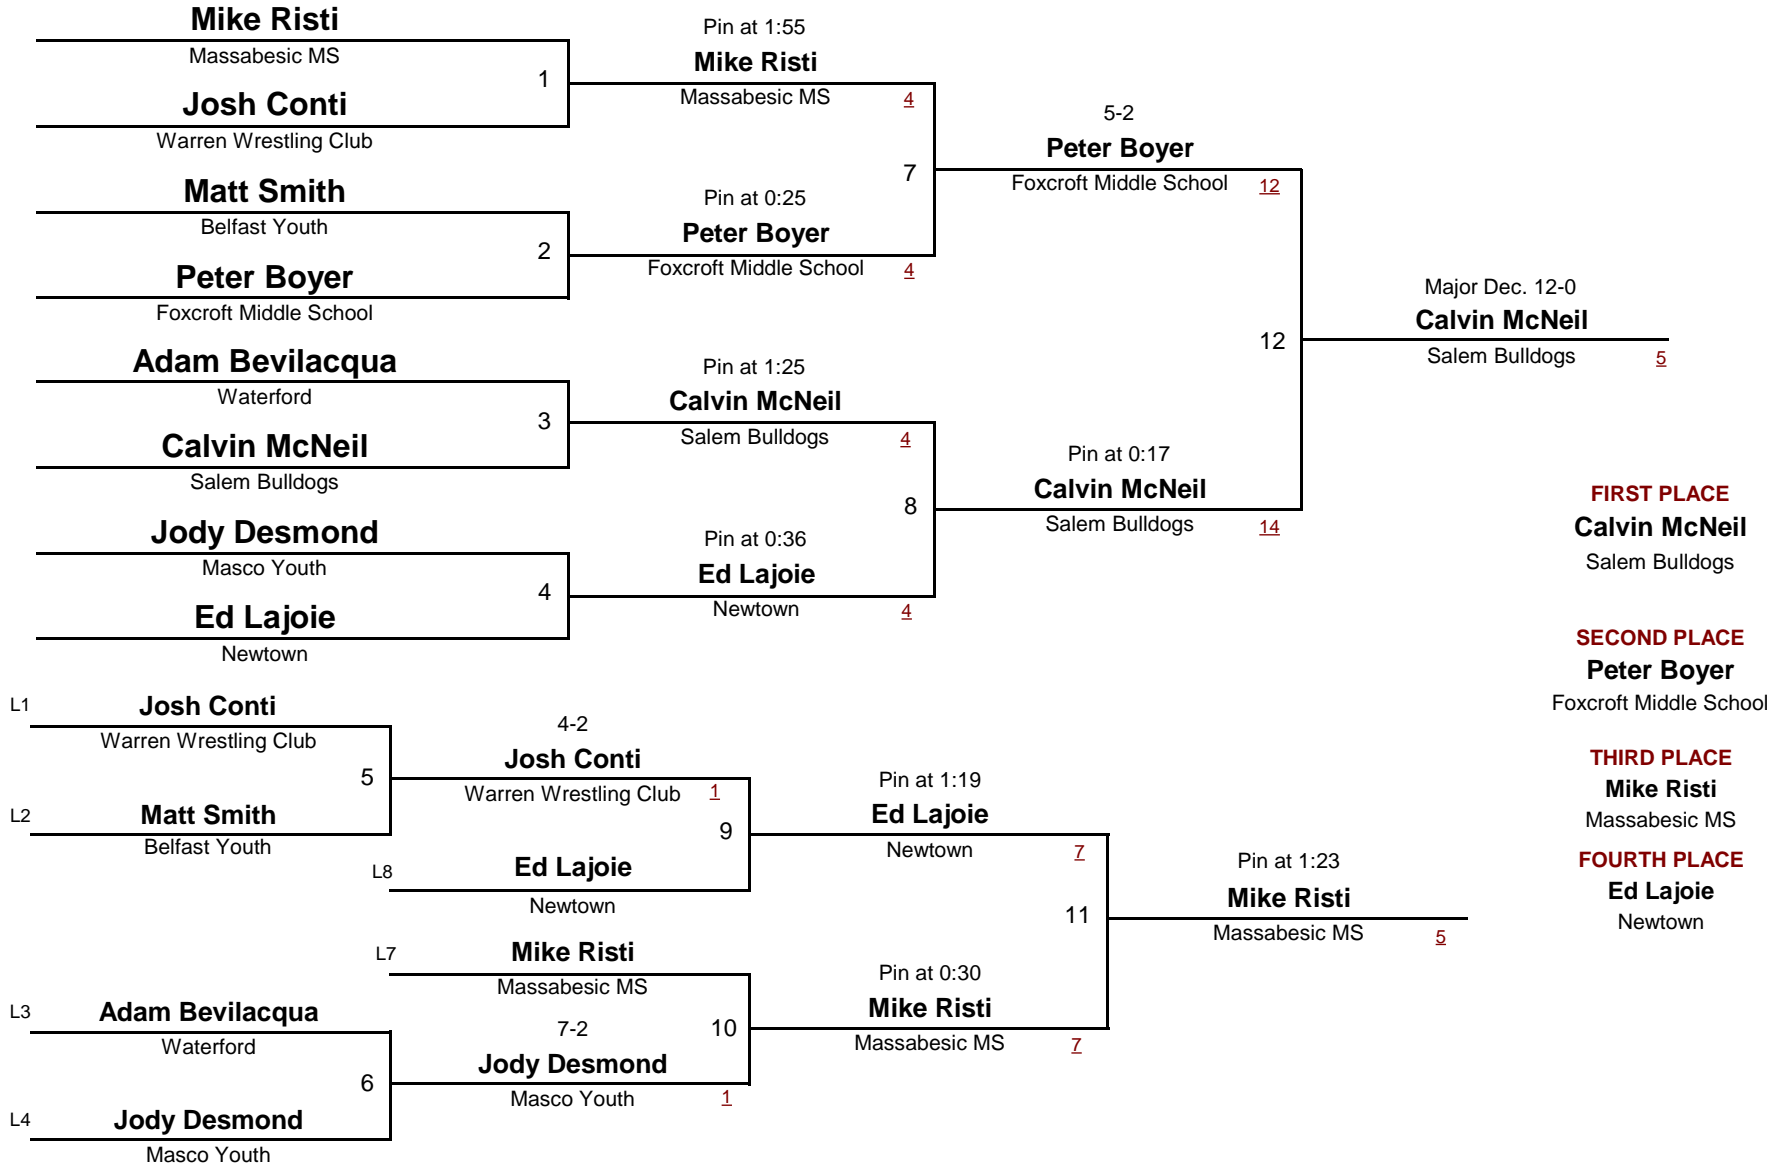 Mike Risti
Massabesic MS
1
Josh Conti
Warren Wrestling Club
Matt Smith
Belfast Youth
2
Peter Boyer
Foxcroft Middle School
Adam Bevilacqua
Waterford
3
Calvin McNeil
Salem Bulldogs
Jody Desmond
Masco Youth
4
Ed Lajoie
Newtown
Pin at 1:55
Mike Risti
Massabesic MS 4
7
Pin at 0:25
Peter Boyer
Foxcroft Middle School 4
Pin at 1:25
Calvin McNeil
Salem Bulldogs 4
8
Pin at 0:36
Ed Lajoie
Newtown 4
5-2
Peter Boyer
Foxcroft Middle School 12
12
Pin at 0:17
Calvin McNeil
Salem Bulldogs 14
Major Dec. 12-0
Calvin McNeil
Salem Bulldogs 5
FIRST PLACE
Calvin McNeil
Salem Bulldogs
SECOND PLACE
Peter Boyer
Foxcroft Middle School
THIRD PLACE
Mike Risti
Massabesic MS
FOURTH PLACE
Ed Lajoie
Newtown
L1 Josh Conti
Warren Wrestling Club
5
L2 Matt Smith
Belfast Youth
L3 Adam Bevilacqua
Waterford
6
L4 Jody Desmond
Masco Youth
4-2
Josh Conti
Warren Wrestling Club 1
9
L8 Ed Lajoie
Newtown
L7 Mike Risti
Massabesic MS
7-2 10
Jody Desmond
Masco Youth 1
Pin at 1:19
Ed Lajoie
Newtown 7
11
Pin at 0:30
Mike Risti
Massabesic MS 7
Pin at 1:23
Mike Risti
Massabesic MS 5